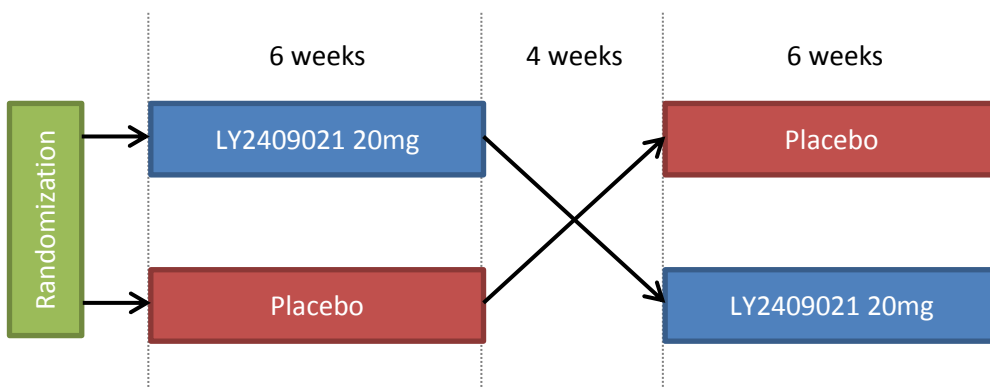 6 weeks
4 weeks
6 weeks
Randomization
LY2409021 20mg
Placebo
Placebo
LY2409021 20mg